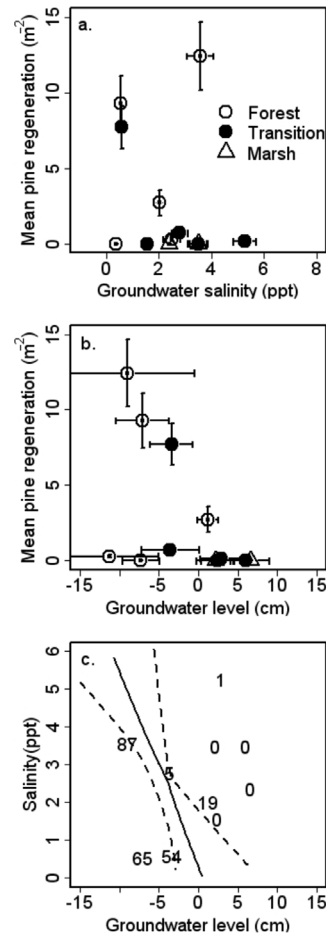 a.
Mean pine regeneration (m⁻²)
15
10
5
0
Forest
Transition
Marsh
0 2 4 6 8
Groundwater salinity (ppt)
b.
Mean pine regeneration (m⁻²)
15
10
5
0
-15 -10 -5 0 5 10 15
Groundwater level (cm)
c.
Salinity(ppt)
6
5
4
3
2
1
0
1
87
0 0
5
0
19
0
65 54
-15 -10 -5 0 5 10 15
Groundwater level (cm)